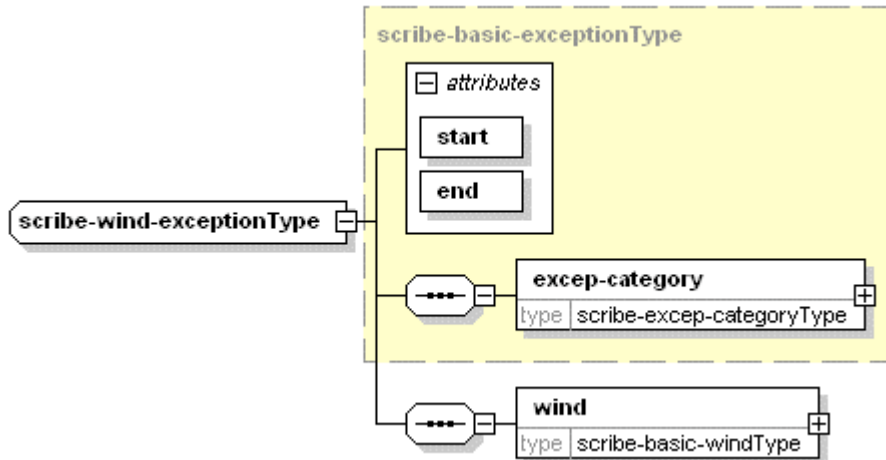 scribe-basic-exceptionType
attributes
start
end
scribe-wind-exceptionType
excep-category
type scribe-excep-categoryType
wind
type scribe-basic-windType